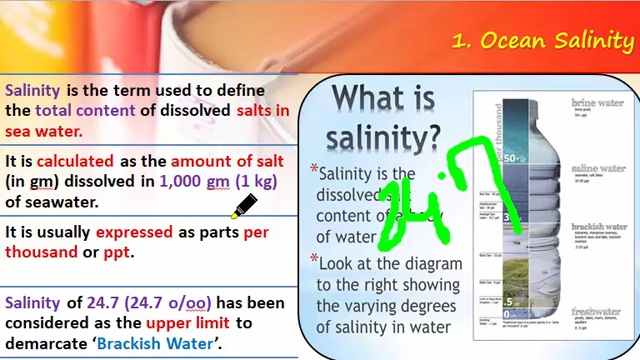 1. Ocean Salinity
Salinity is the term used to define
the total content of dissolved salts in
sea water.
It is calculated as the amount of salt
(in gm) dissolved in 1,000 gm (1 kg)
of seawater.
It is usually expressed as parts per
thousand or ppt.
Salinity of 24.7 (24.7 o/oo) has been
considered as the upper limit to
demarcate ‘Brackish Water’.
What is
salinity?
*Salinity is the
dissolved salt
content of a body
of water
*Look at the diagram
to the right showing
the varying degrees
of salinity in water
24.7
per thousand
50+
.5
0
brine water
saline water
brackish water
freshwater